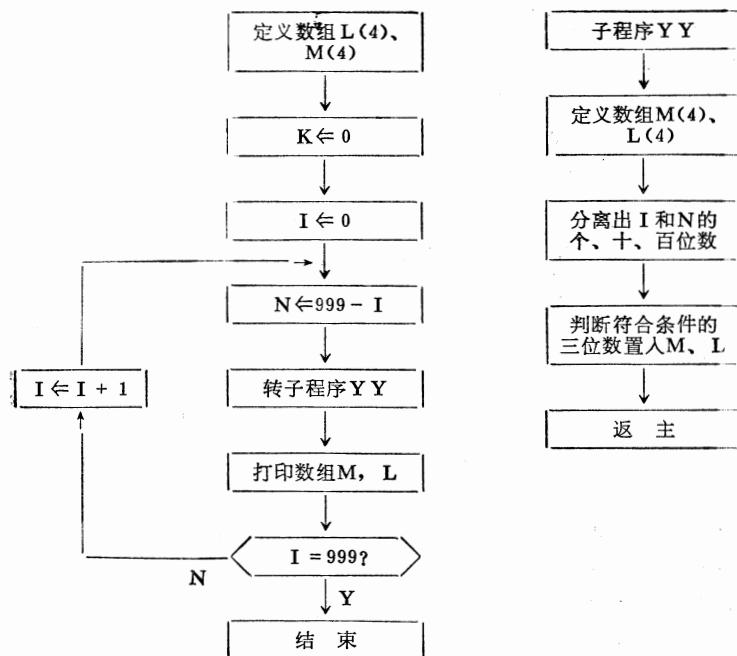 定义数组L(4)、
M(4)
K⇐0
I⇐0
N⇐999－I
转子程序YY
打印数组M，L
I＝999？
Y
结 束
N
I⇐I＋1
子程序YY
定义数组M(4)、
L(4)
分离出I和N的
个、十、百位数
判断符合条件的
三位数置入M、L
返 主